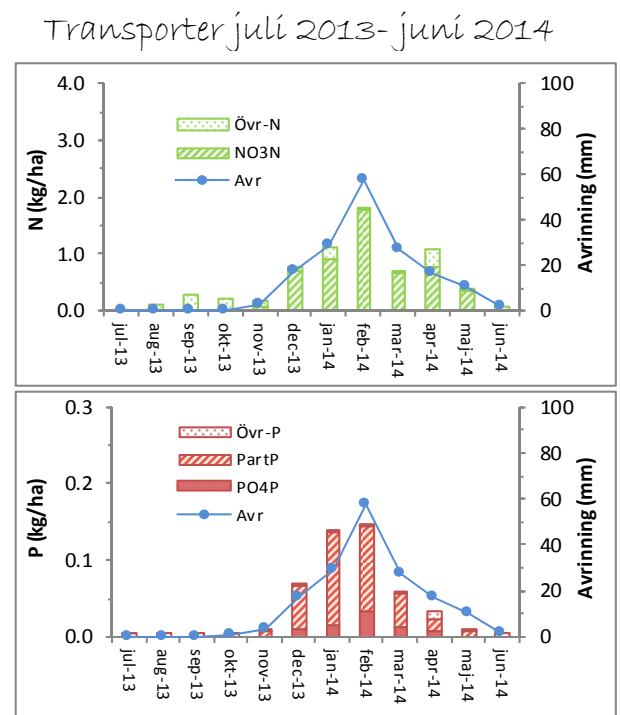 Transporter juli 2013- juni 2014
4.0
3.0
2.0
1.0
0.0
N (kg/ha)
Övr-N
NO3N
Avr
100
80
60
40
20
0
Avrinning (mm)
jul-13
aug-13
sep-13
okt-13
nov-13
dec-13
jan-14
feb-14
mar-14
apr-14
maj-14
jun-14
0.3
0.2
0.1
0.0
P (kg/ha)
Övr-P
PartP
PO4P
Avr
100
80
60
40
20
0
Avrinning (mm)
jul-13
aug-13
sep-13
okt-13
nov-13
dec-13
jan-14
feb-14
mar-14
apr-14
maj-14
jun-14